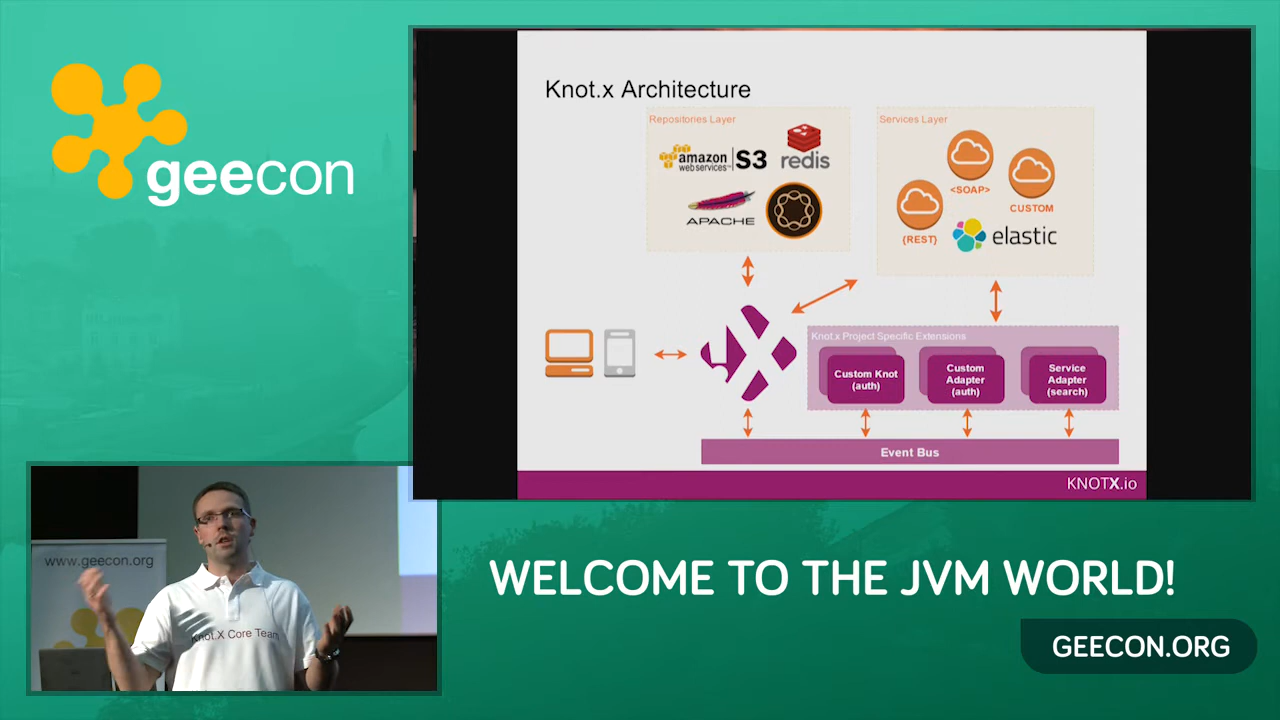 geecon
Knot.x Architecture
Repositories Layer
Services Layer
amazon
webservices™
S3
redis
APACHE
<SOAP>
CUSTOM
{REST}
elastic
Knot.x Project Specific Extensions
Custom Knot
(auth)
Custom
Adapter
(auth)
Service
Adapter
(search)
Event Bus
KNOTX.io
www.geecon.org
Knot.X Core Team
WELCOME TO THE JVM WORLD!
GEECON.ORG